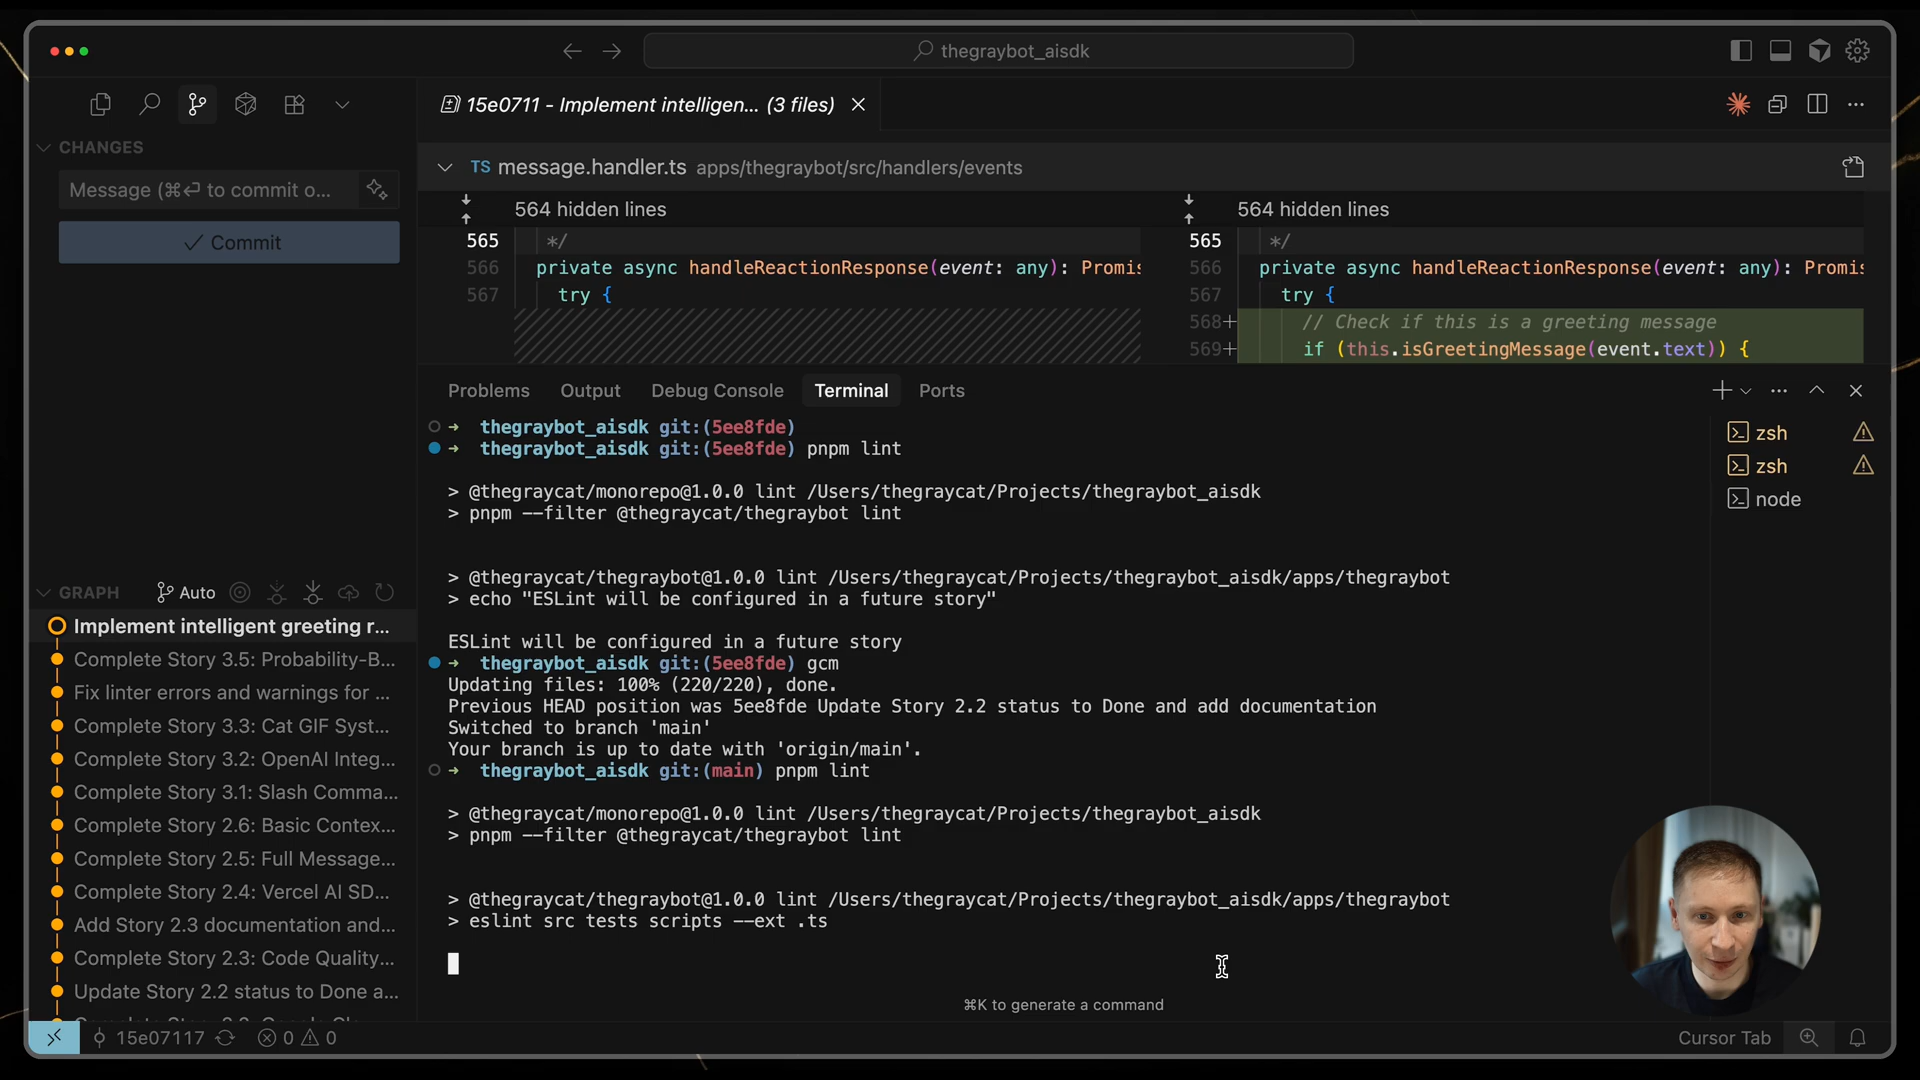 thegraybot_aisdk
15e0711 - Implement intelligen... (3 files)
CHANGES
Message (⌘⏎ to commit o...
Commit
TS message.handler.ts apps/thegraybot/src/handlers/events
564 hidden lines
565 */
566 private async handleReactionResponse(event: any): Promis
567 try {
564 hidden lines
565 */
566 private async handleReactionResponse(event: any): Promis
567 try {
568+ // Check if this is a greeting message
569+ if (this.isGreetingMessage(event.text)) {
Problems Output Debug Console Terminal Ports
➜ thegraybot_aisdk git:(5ee8fde)
➜ thegraybot_aisdk git:(5ee8fde) pnpm lint
> @thegraycat/monorepo@1.0.0 lint /Users/thegraycat/Projects/thegraybot_aisdk
> pnpm --filter @thegraycat/thegraybot lint
> @thegraycat/thegraybot@1.0.0 lint /Users/thegraycat/Projects/thegraybot_aisdk/apps/thegraybot
> echo "ESLint will be configured in a future story"
ESLint will be configured in a future story
➜ thegraybot_aisdk git:(5ee8fde) gcm
Updating files: 100% (220/220), done.
Previous HEAD position was 5ee8fde Update Story 2.2 status to Done and add documentation
Switched to branch 'main'
Your branch is up to date with 'origin/main'.
➜ thegraybot_aisdk git:(main) pnpm lint
> @thegraycat/monorepo@1.0.0 lint /Users/thegraycat/Projects/thegraybot_aisdk
> pnpm --filter @thegraycat/thegraybot lint
> @thegraycat/thegraybot@1.0.0 lint /Users/thegraycat/Projects/thegraybot_aisdk/apps/thegraybot
> eslint src tests scripts --ext .ts
⌘K to generate a command
zsh
zsh
node
GRAPH Auto
Implement intelligent greeting r...
Complete Story 3.5: Probability-B...
Fix linter errors and warnings for ...
Complete Story 3.3: Cat GIF Syst...
Complete Story 3.2: OpenAI Integ...
Complete Story 3.1: Slash Comma...
Complete Story 2.6: Basic Contex...
Complete Story 2.5: Full Message...
Complete Story 2.4: Vercel AI SD...
Add Story 2.3 documentation and...
Complete Story 2.3: Code Quality...
Update Story 2.2 status to Done a...
15e07117 0 0
Cursor Tab